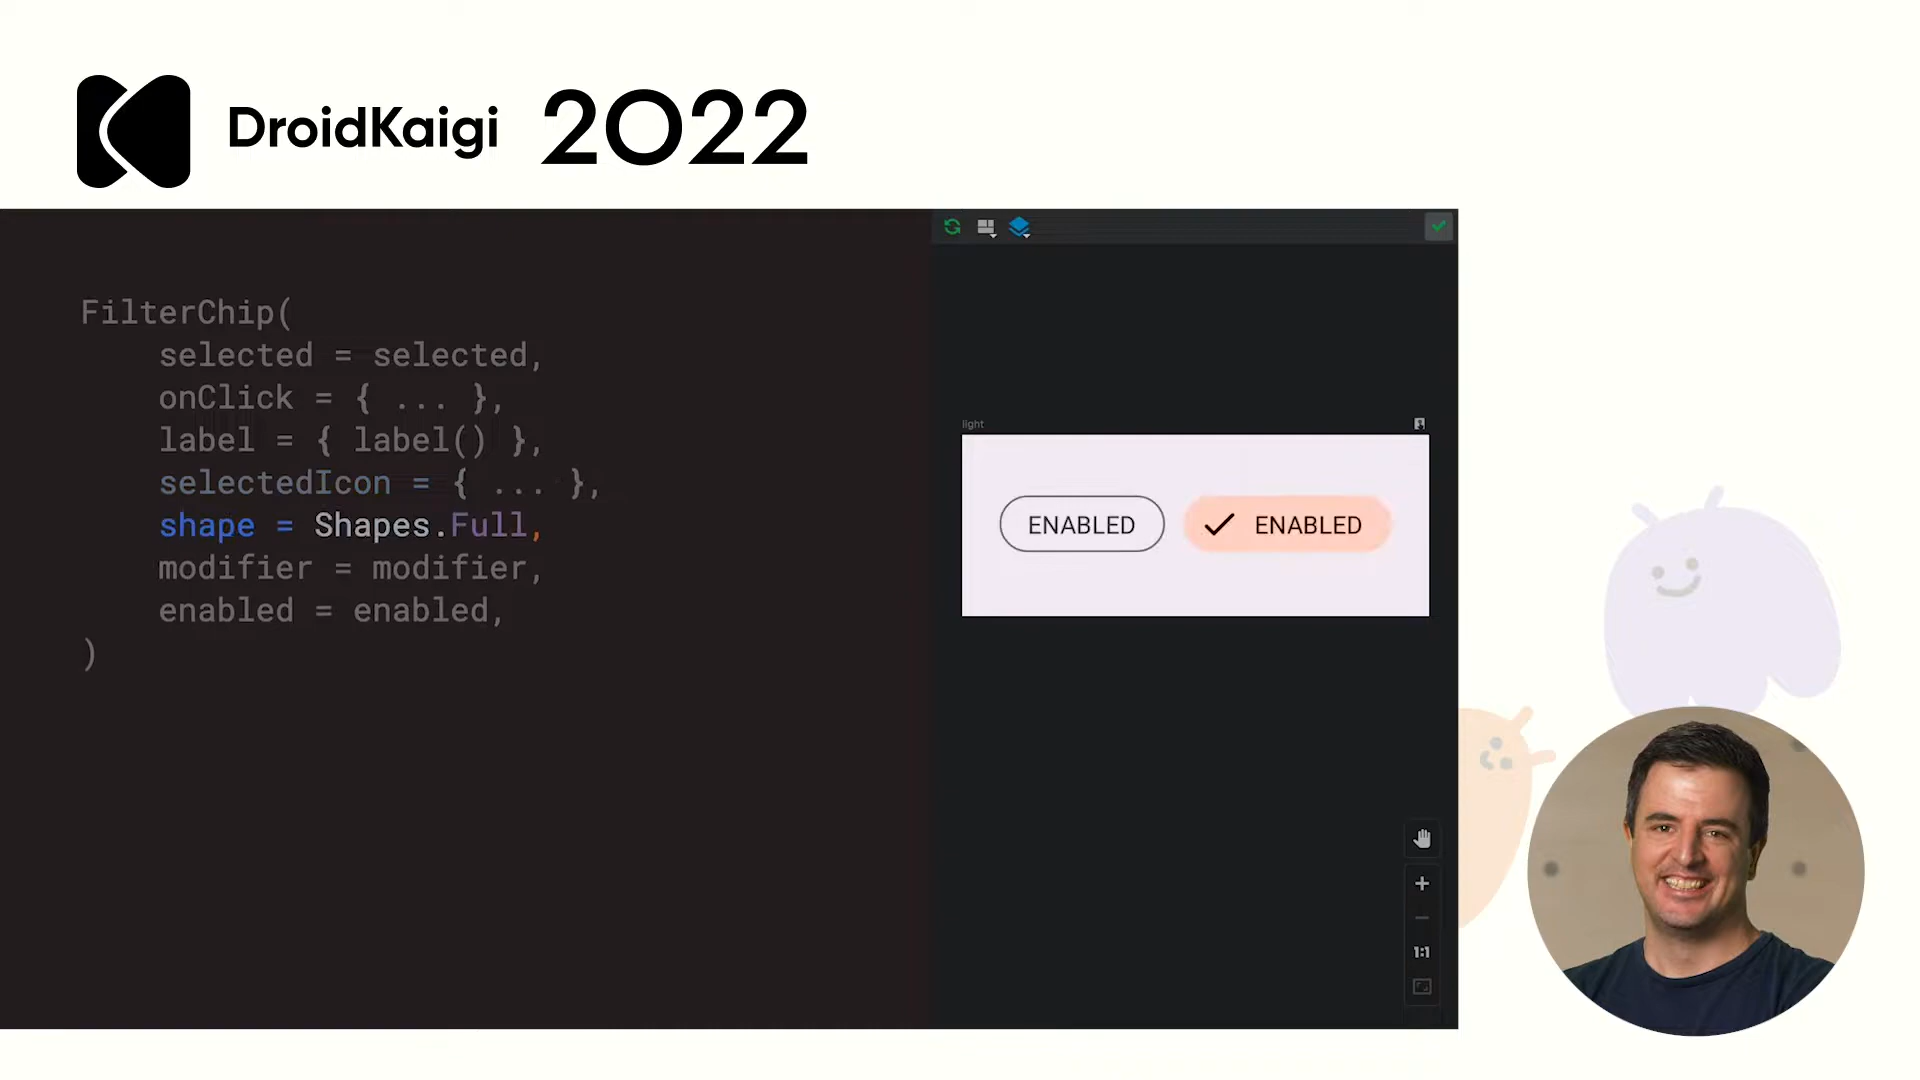 DroidKaigi 2022
FilterChip(
selected = selected,
onClick = { ... },
label = { label() },
selectedIcon = { ... },
shape = Shapes.Full,
modifier = modifier,
enabled = enabled,
)
light
ENABLED
ENABLED
1:1